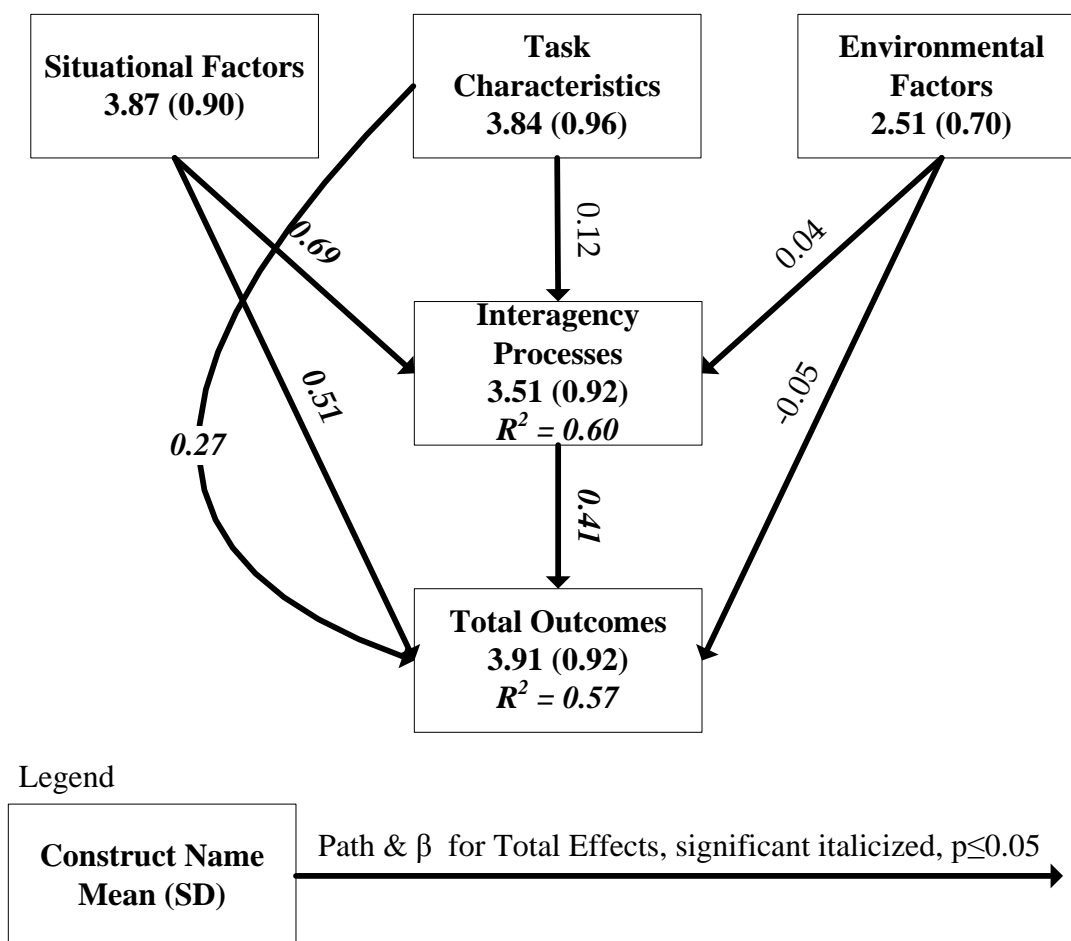 Situational Factors
3.87 (0.90)
Task
Characteristics
3.84 (0.96)
Environmental
Factors
2.51 (0.70)
0.69
0.12
0.04
0.51
0.27
-0.05
Interagency
Processes
3.51 (0.92)
R² = 0.60
0.41
Total Outcomes
3.91 (0.92)
R² = 0.57
Legend
Construct Name
Mean (SD)
Path & β for Total Effects, significant italicized, p≤0.05